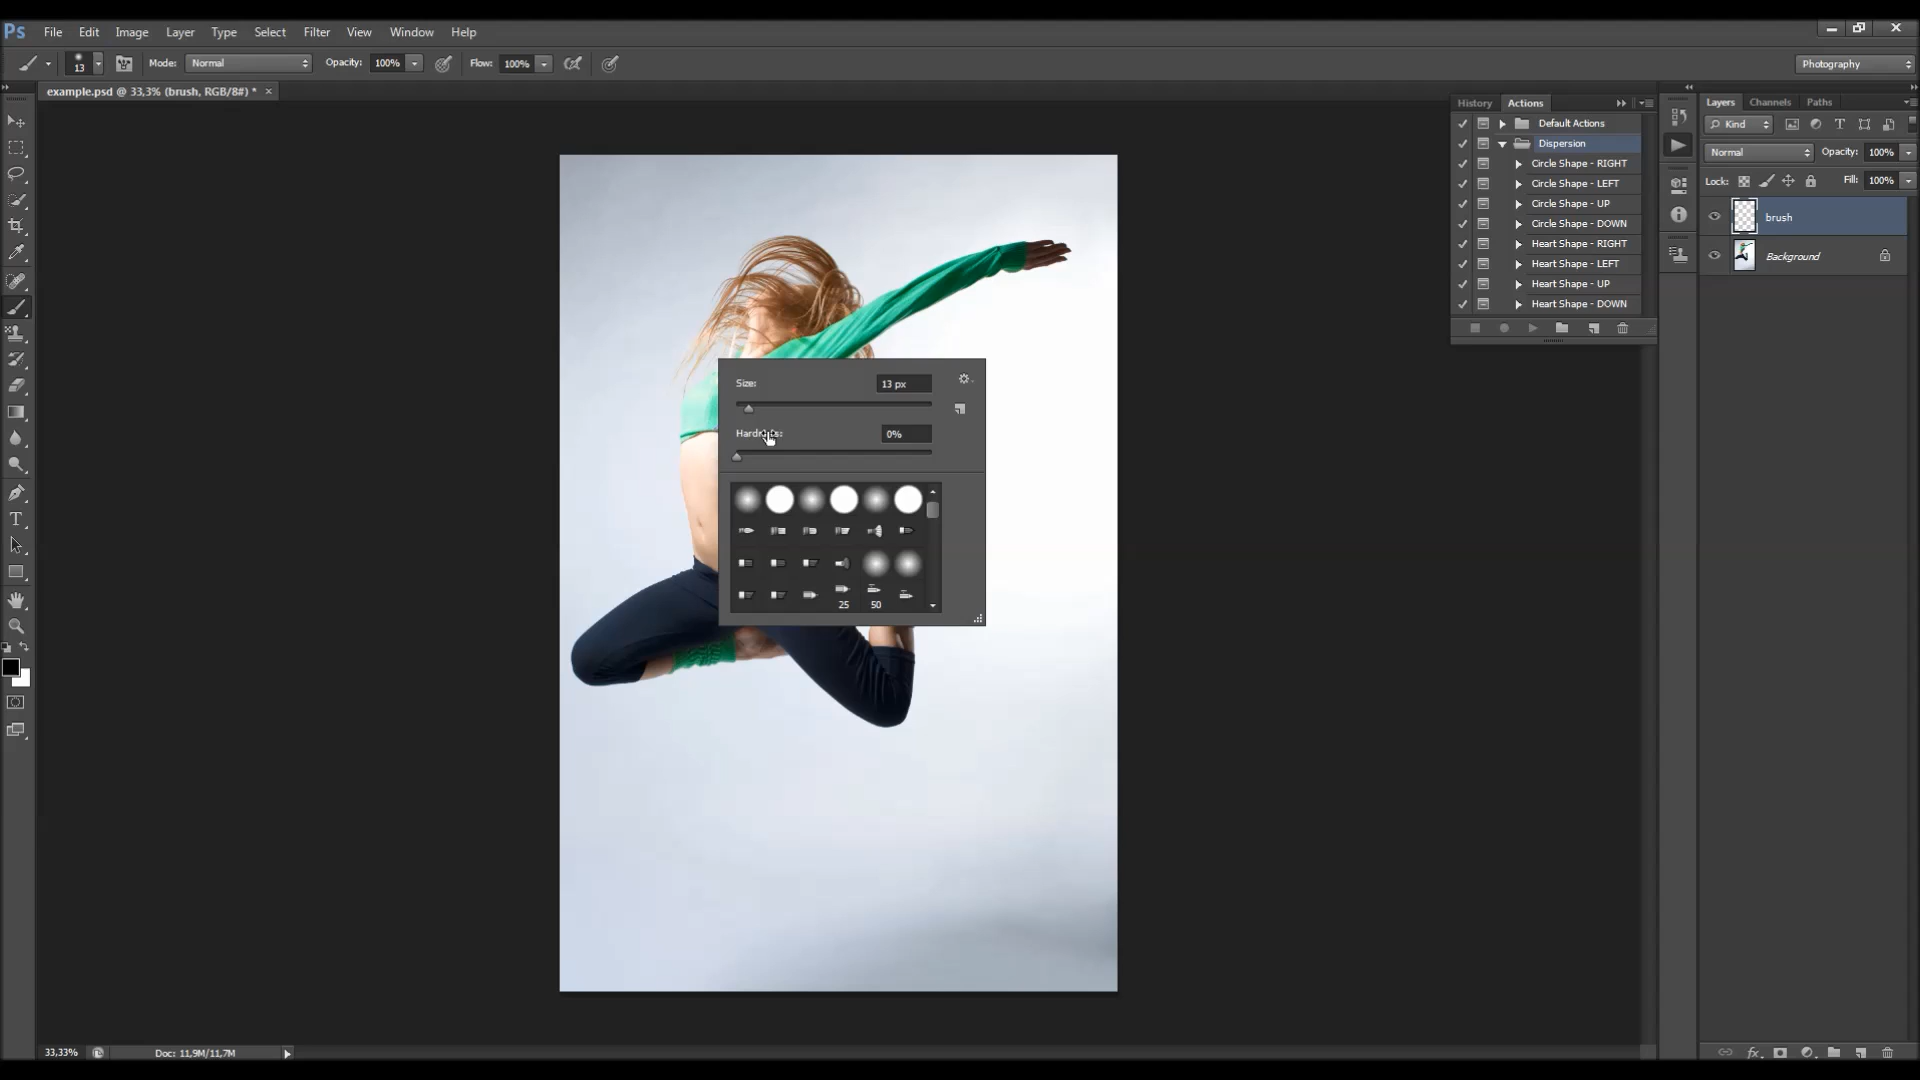 Ps File Edit Image Layer Type Select Filter View Window Help
13 Mode: Normal Opacity: 100% Flow: 100% Photography
example.psd @ 33,3% (brush, RGB/8#) * ×
History Actions
Default Actions
Dispersion
Circle Shape - RIGHT
Circle Shape - LEFT
Circle Shape - UP
Circle Shape - DOWN
Heart Shape - RIGHT
Heart Shape - LEFT
Heart Shape - UP
Heart Shape - DOWN
Layers Channels Paths
Kind
Normal Opacity: 100%
Lock: Fill: 100%
brush
Background
Size: 13 px
Hardness: 0%
25 50
33,33% Doc: 11,9M/11,7M